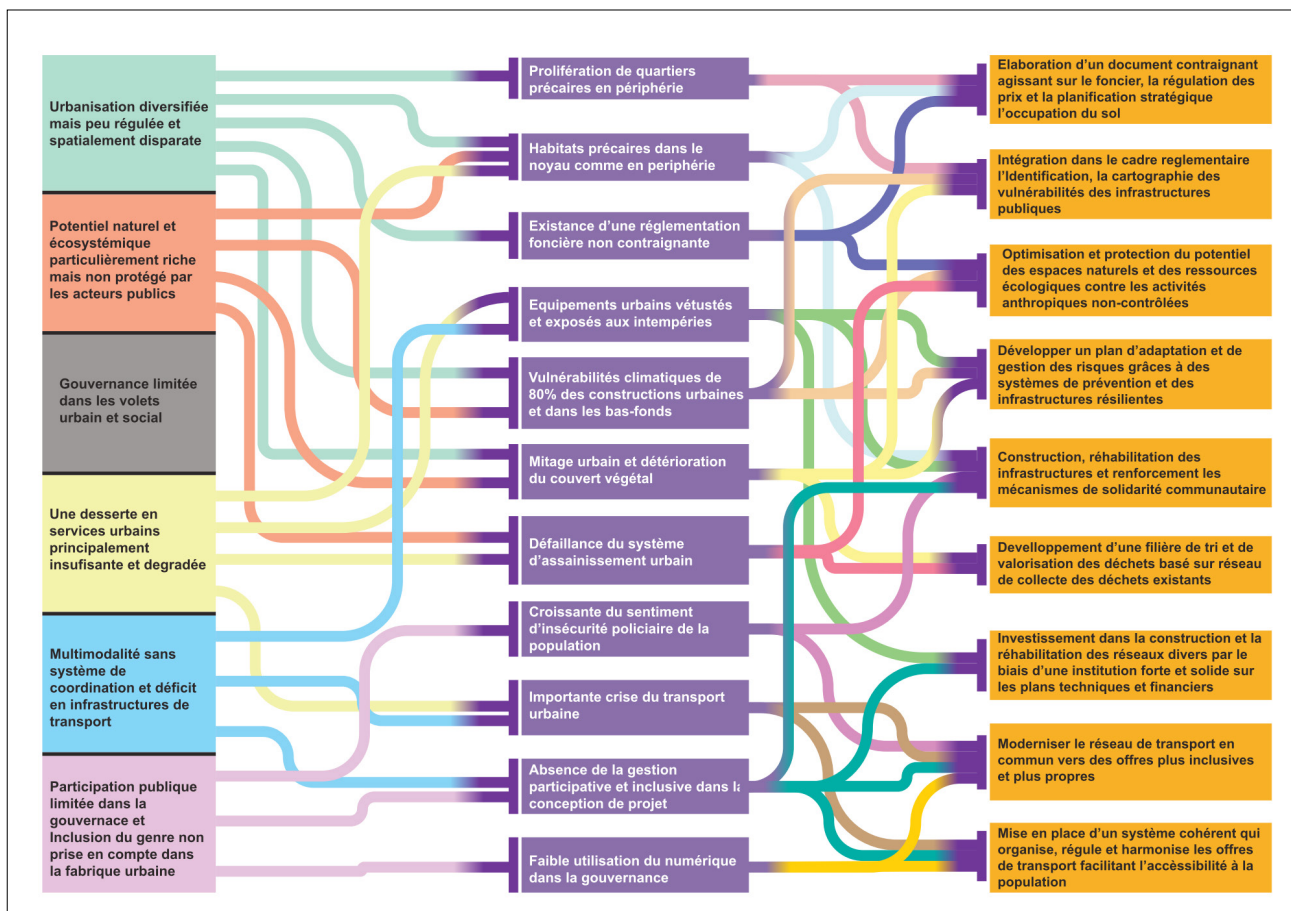 Urbanisation diversifiée
mais peu régulée et
spatialement disparate
Potentiel naturel et
écosystémique
particulièrement riche
mais non protégé par
les acteurs publics
Gouvernance limitée
dans les volets
urbain et social
Une desserte en
services urbains
principalement
insufisante et degradée
Multimodalité sans
système de
coordination et déficit
en infrastructures de
transport
Participation publique
limitée dans la
gouvernace et
Inclusion du genre non
prise en compte dans
la fabrique urbaine
Prolifération de quartiers
précaires en périphérie
Habitats précaires dans le
noyau comme en periphérie
Existance d'une réglementation
foncière non contraignante
Equipements urbains vétustés
et exposés aux intempéries
Vulnérabilités climatiques de
80% des constructions urbaines
et dans les bas-fonds
Mitage urbain et détérioration
du couvert végétal
Défaillance du système
d'assainissement urbain
Croissante du sentiment
d'insécurité policiaire de la
population
Importante crise du transport
urbaine
Absence de la gestion
participative et inclusive dans la
conception de projet
Faible utilisation du numérique
dans la gouvernance
Elaboration d'un document contraignant
agissant sur le foncier, la régulation des
prix et la planification stratégique
l'occupation du sol
Intégration dans le cadre reglementaire
l'Identification, la cartographie des
vulnérabilités des infrastructures
publiques
Optimisation et protection du potentiel
des espaces naturels et des ressources
écologiques contre les activités
anthropiques non-contrôlées
Développer un plan d'adaptation et de
gestion des risques grâces à des
systèmes de prévention et des
infrastructures résilientes
Construction, réhabilitation des
infrastructures et renforcement les
mécanismes de solidarité communautaire
Develloppement d'une filière de tri et de
valorisation des déchets basé sur réseau
de collecte des déchets existants
Investissement dans la construction et la
réhabilitation des réseaux divers par le
biais d'une institution forte et solide sur
les plans techniques et financiers
Moderniser le réseau de transport en
commun vers des offres plus inclusives
et plus propres
Mise en place d'un système cohérent qui
organise, régule et harmonise les offres
de transport facilitant l'accèssibilité à la
population